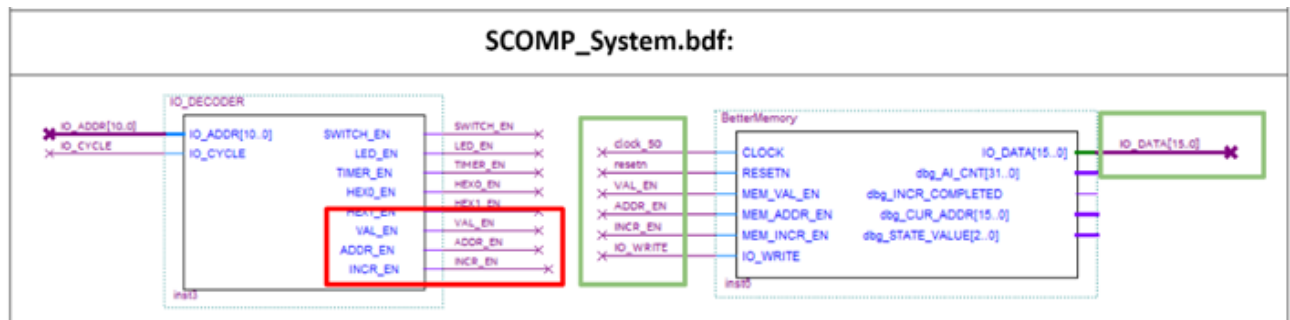 SCOMP_System.bdf:
IO_DECODER
IO_ADDR[10..0]
IO_CYCLE
IO_ADDR[10..0]
IO_CYCLE
SWITCH_EN
LED_EN
TIMER_EN
HEX0_EN
HEX1_EN
VAL_EN
ADDR_EN
INCR_EN
SWITCH_EN
LED_EN
TIMER_EN
HEX0_EN
HEX1_EN
VAL_EN
ADDR_EN
INCR_EN
inst3
clock_50
resetn
VAL_EN
ADDR_EN
INCR_EN
IO_WRITE
BetterMemory
CLOCK
RESETN
MEM_VAL_EN
MEM_ADDR_EN
MEM_INCR_EN
IO_WRITE
IO_DATA[15..0]
dbg_AI_CNT[31..0]
dbg_INCR_COMPLETED
dbg_CUR_ADDR[15..0]
dbg_STATE_VALUE[2..0]
IO_DATA[15..0]